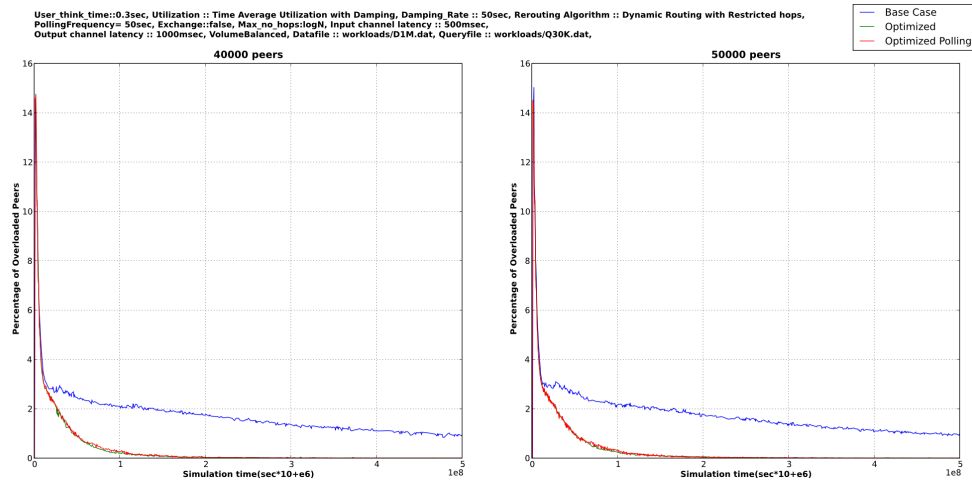 User_think_time::0.3sec, Utilization :: Time Average Utilization with Damping, Damping_Rate :: 50sec, Rerouting Algorithm :: Dynamic Routing with Restricted hops,
PollingFrequency= 50sec, Exchange::false, Max_no_hops:logN, Input channel latency :: 500msec,
Output channel latency :: 1000msec, VolumeBalanced, Datafile :: workloads/D1M.dat, Queryfile :: workloads/Q30K.dat,
Base Case
Optimized
Optimized Polling
40000 peers
Percentage of Overloaded Peers
16
14
12
10
8
6
4
2
0
0 1 2 3 4 5
1e8
Simulation time(sec*10+e6)
50000 peers
Percentage of Overloaded Peers
16
14
12
10
8
6
4
2
0
0 1 2 3 4 5
1e8
Simulation time(sec*10+e6)